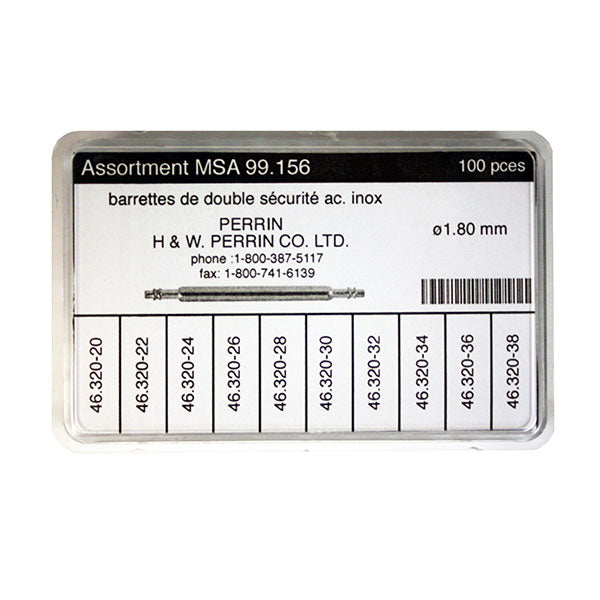 Assortment MSA 99.156 100 pces
barrettes de double sécurité ac. inox
PERRIN
H & W. PERRIN CO. LTD.
ø1.80 mm
phone :1-800-387-5117
fax: 1-800-741-6139
46.320-20
46.320-22
46.320-24
46.320-26
46.320-28
46.320-30
46.320-32
46.320-34
46.320-36
46.320-38